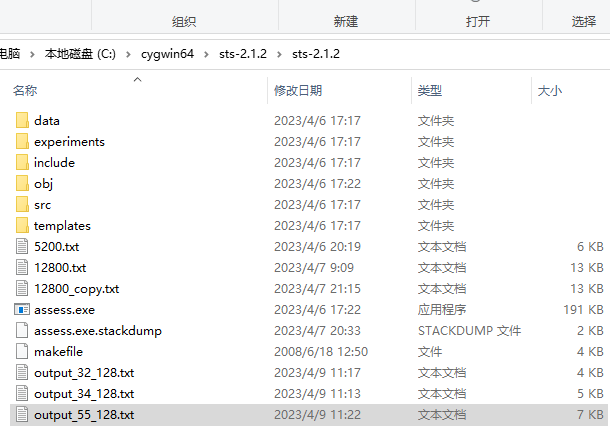 组织 新建 打开 选择
电脑 › 本地磁盘 (C:) › cygwin64 › sts-2.1.2 › sts-2.1.2
名称 修改日期 类型 大小
data 2023/4/6 17:17 文件夹
experiments 2023/4/6 17:17 文件夹
include 2023/4/6 17:17 文件夹
obj 2023/4/6 17:22 文件夹
src 2023/4/6 17:17 文件夹
templates 2023/4/6 17:17 文件夹
5200.txt 2023/4/6 20:19 文本文档 6 KB
12800.txt 2023/4/7 9:09 文本文档 13 KB
12800_copy.txt 2023/4/7 21:15 文本文档 13 KB
assess.exe 2023/4/6 17:22 应用程序 191 KB
assess.exe.stackdump 2023/4/7 20:33 STACKDUMP 文件 2 KB
makefile 2008/6/18 12:50 文件 4 KB
output_32_128.txt 2023/4/9 11:17 文本文档 4 KB
output_34_128.txt 2023/4/9 11:13 文本文档 5 KB
output_55_128.txt 2023/4/9 11:22 文本文档 7 KB